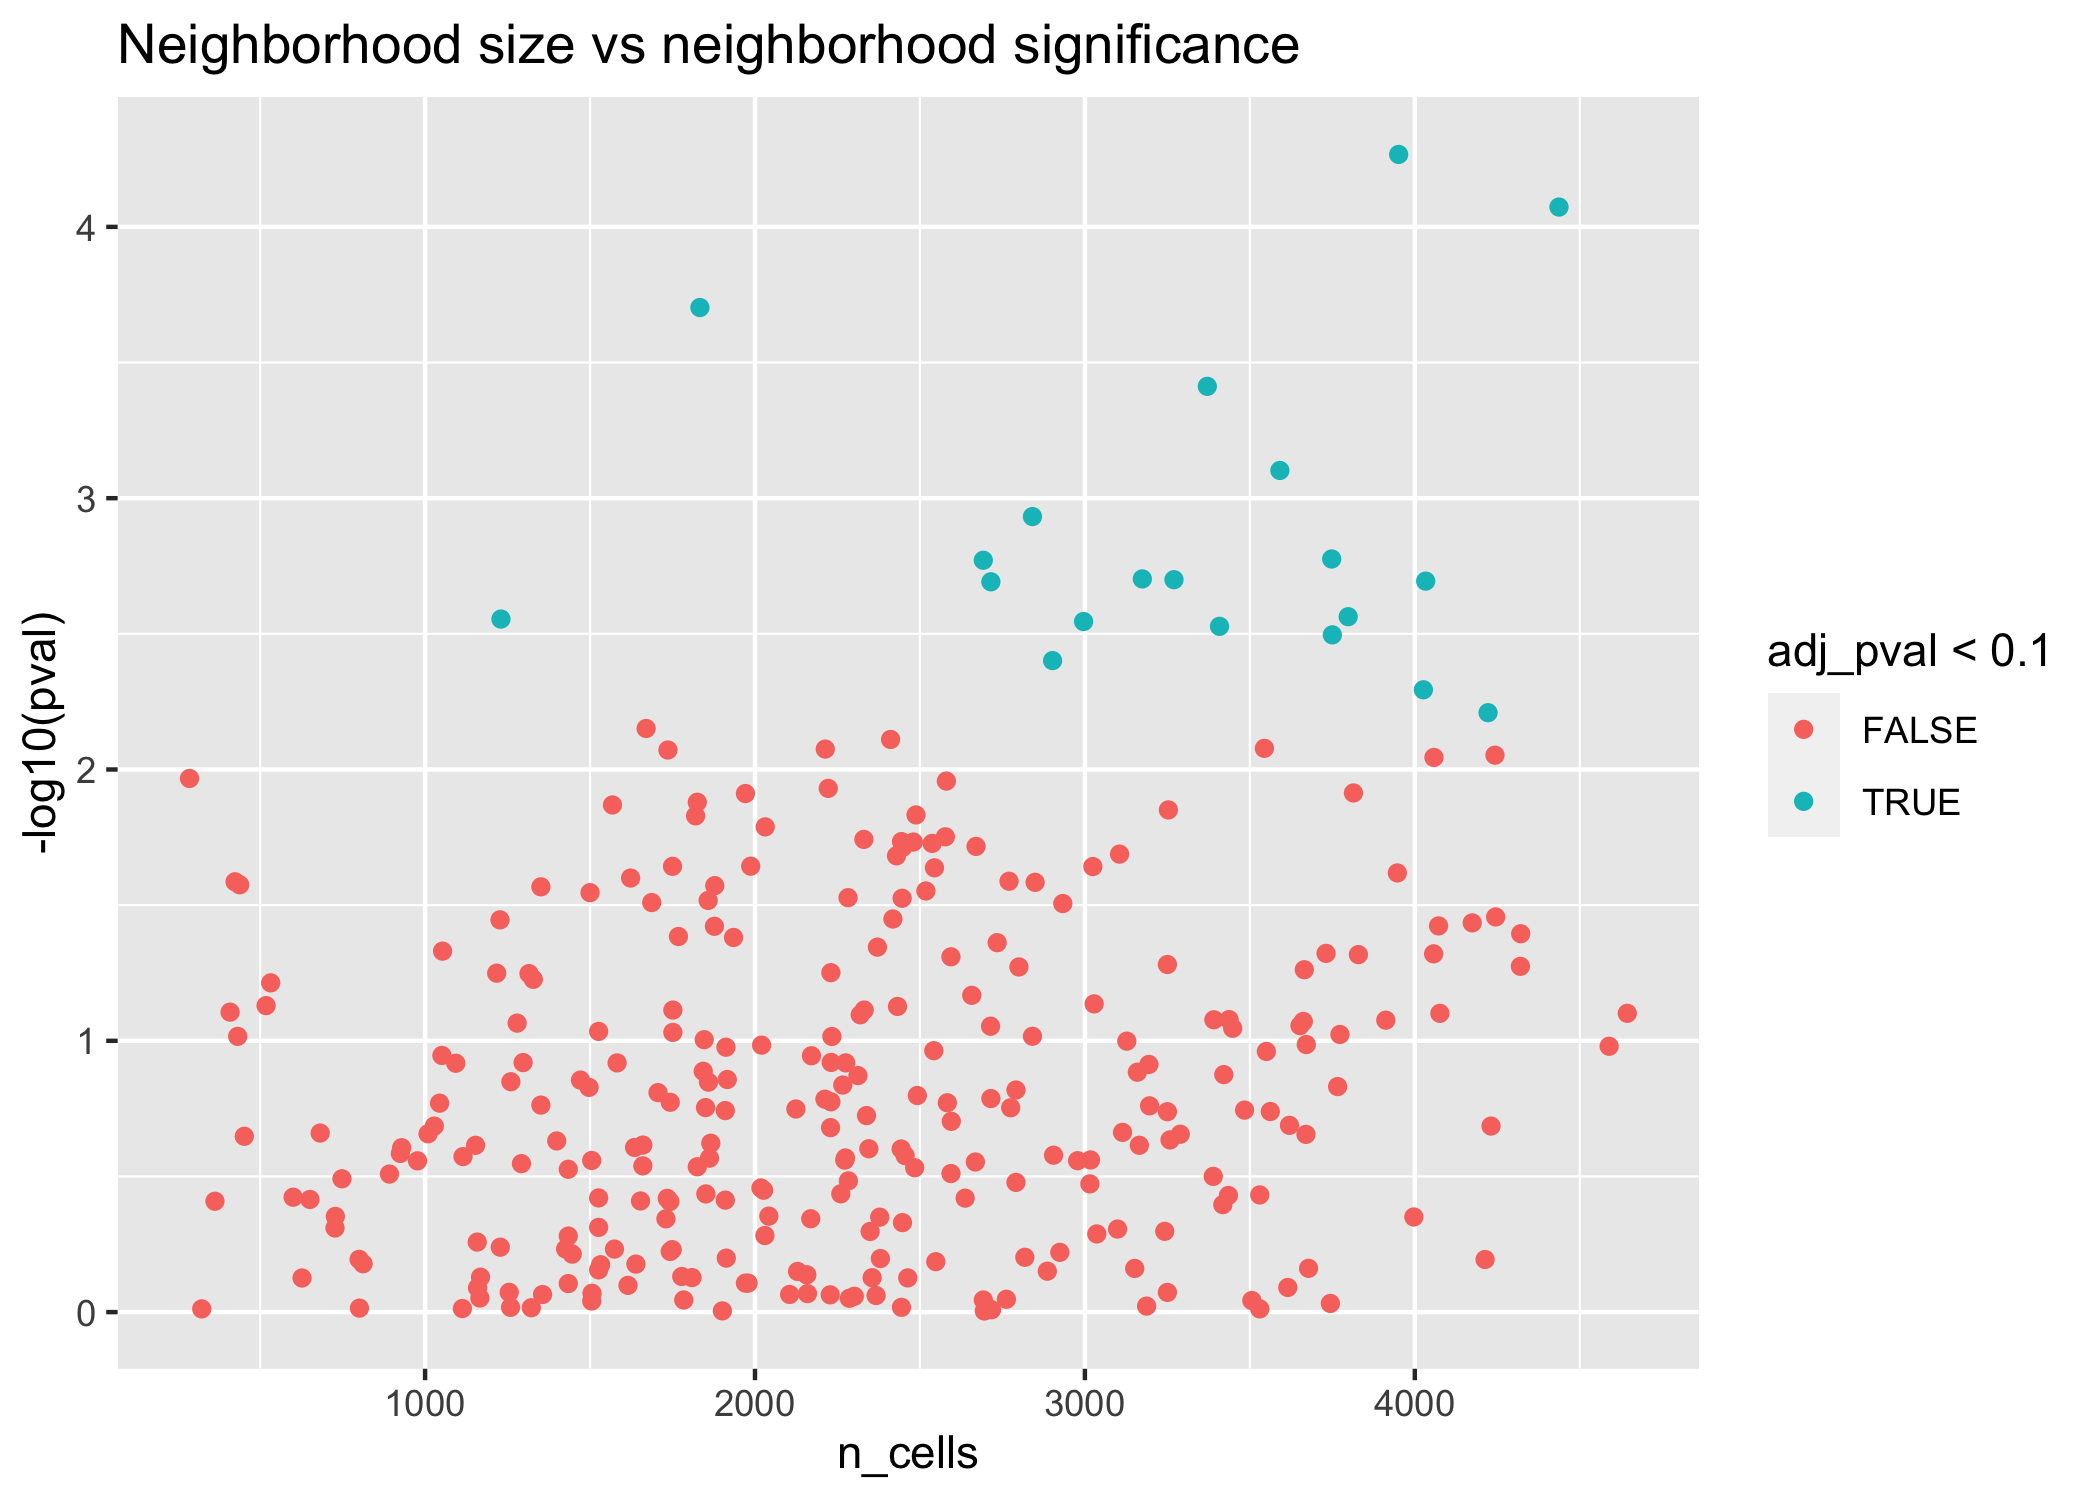 Neighborhood size vs neighborhood significance
-log10(pval)
4
3
2
1
0
1000 2000 3000 4000
n_cells
adj_pval < 0.1
FALSE
TRUE